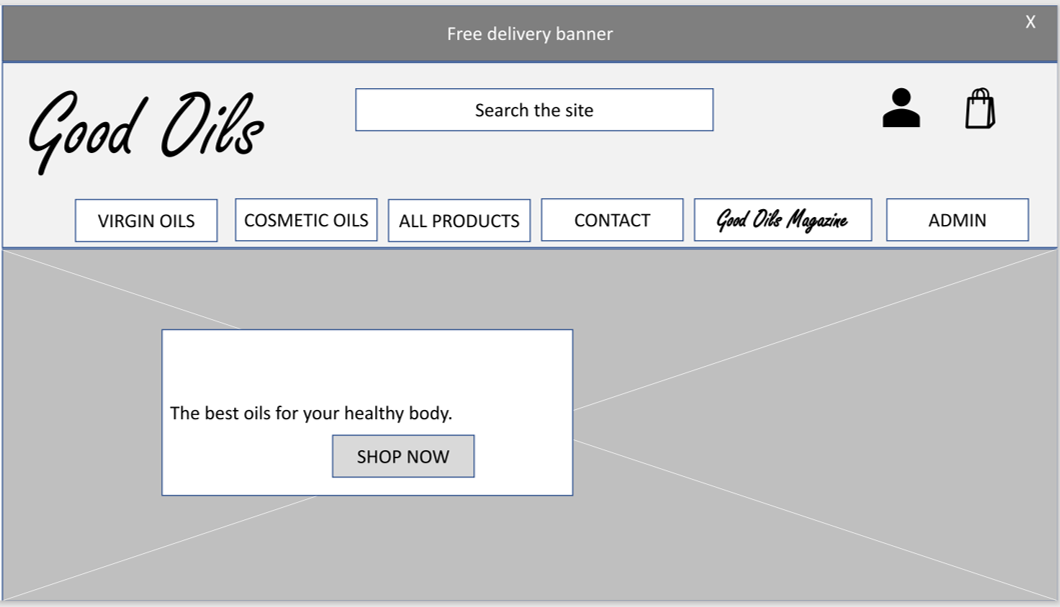 Free delivery banner
X
Good Oils
Search the site
VIRGIN OILS
COSMETIC OILS
ALL PRODUCTS
CONTACT
Good Oils Magazine
ADMIN
The best oils for your healthy body.
SHOP NOW